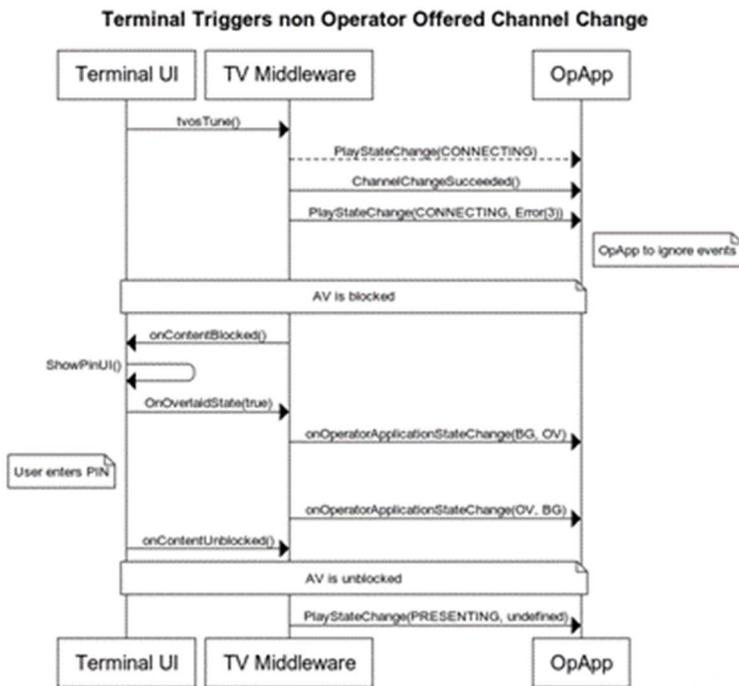 Terminal Triggers non Operator Offered Channel Change
Terminal UI
TV Middleware
OpApp
tvosTune()
PlayStateChange(CONNECTING)
ChannelChangeSucceeded()
PlayStateChange(CONNECTING, Error(3))
OpApp to ignore events
AV is blocked
onContentBlocked()
ShowPinUI()
OnOverlaidState(true)
onOperatorApplicationStateChange(BG, OV)
User enters PIN
onOperatorApplicationStateChange(OV, BG)
onContentUnblocked()
AV is unblocked
PlayStateChange(PRESENTING, undefined)
Terminal UI
TV Middleware
OpApp